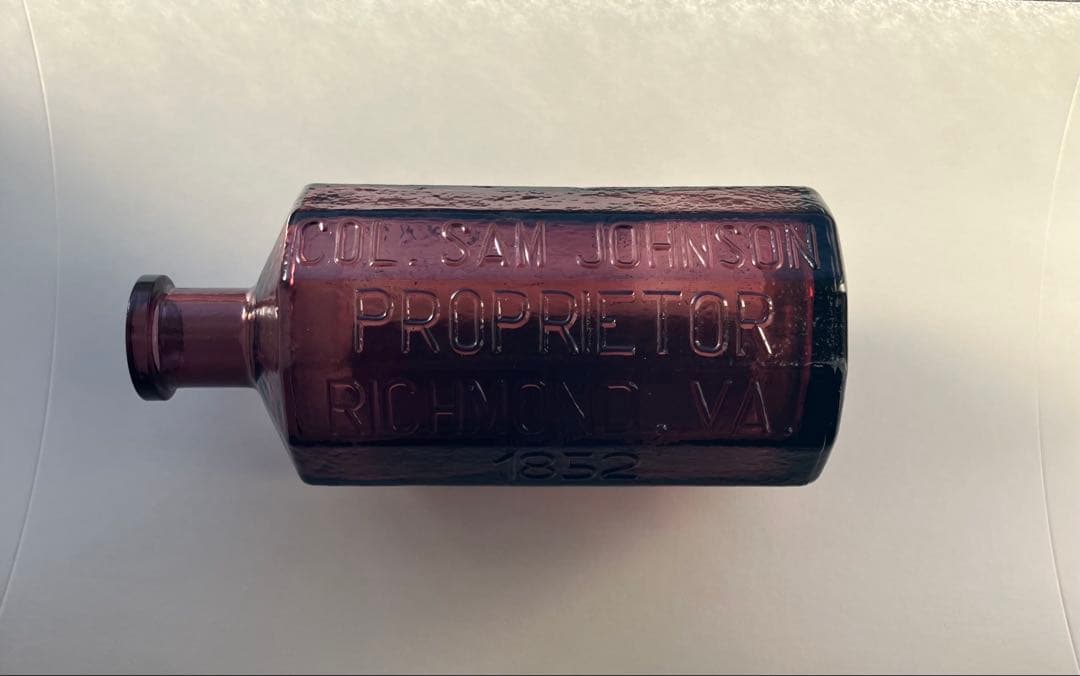 COL. SAM JOHNSON
PROPRIETOR
RICHMOND, VA.
1852